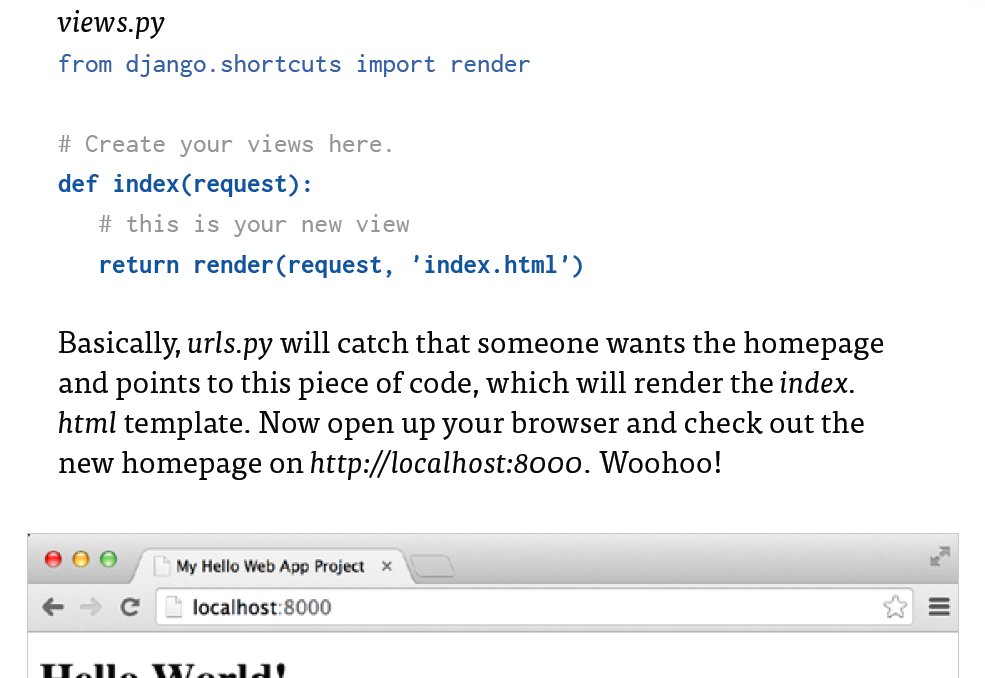 views.py
from django.shortcuts import render
# Create your views here.
def index(request):
# this is your new view
return render(request, 'index.html')
Basically, urls.py will catch that someone wants the homepage
and points to this piece of code, which will render the index.
html template. Now open up your browser and check out the
new homepage on http://localhost:8000. Woohoo!
My Hello Web App Project
localhost:8000
Hello World!